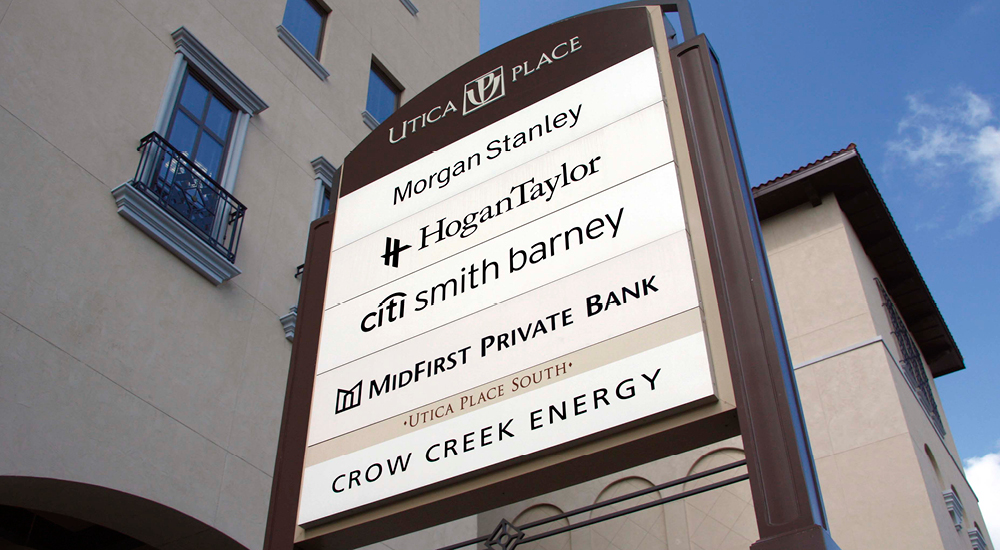 UTICA PLACE
Morgan Stanley
HoganTaylor
citi smith barney
MIDFIRST PRIVATE BANK
•UTICA PLACE SOUTH•
CROW CREEK ENERGY